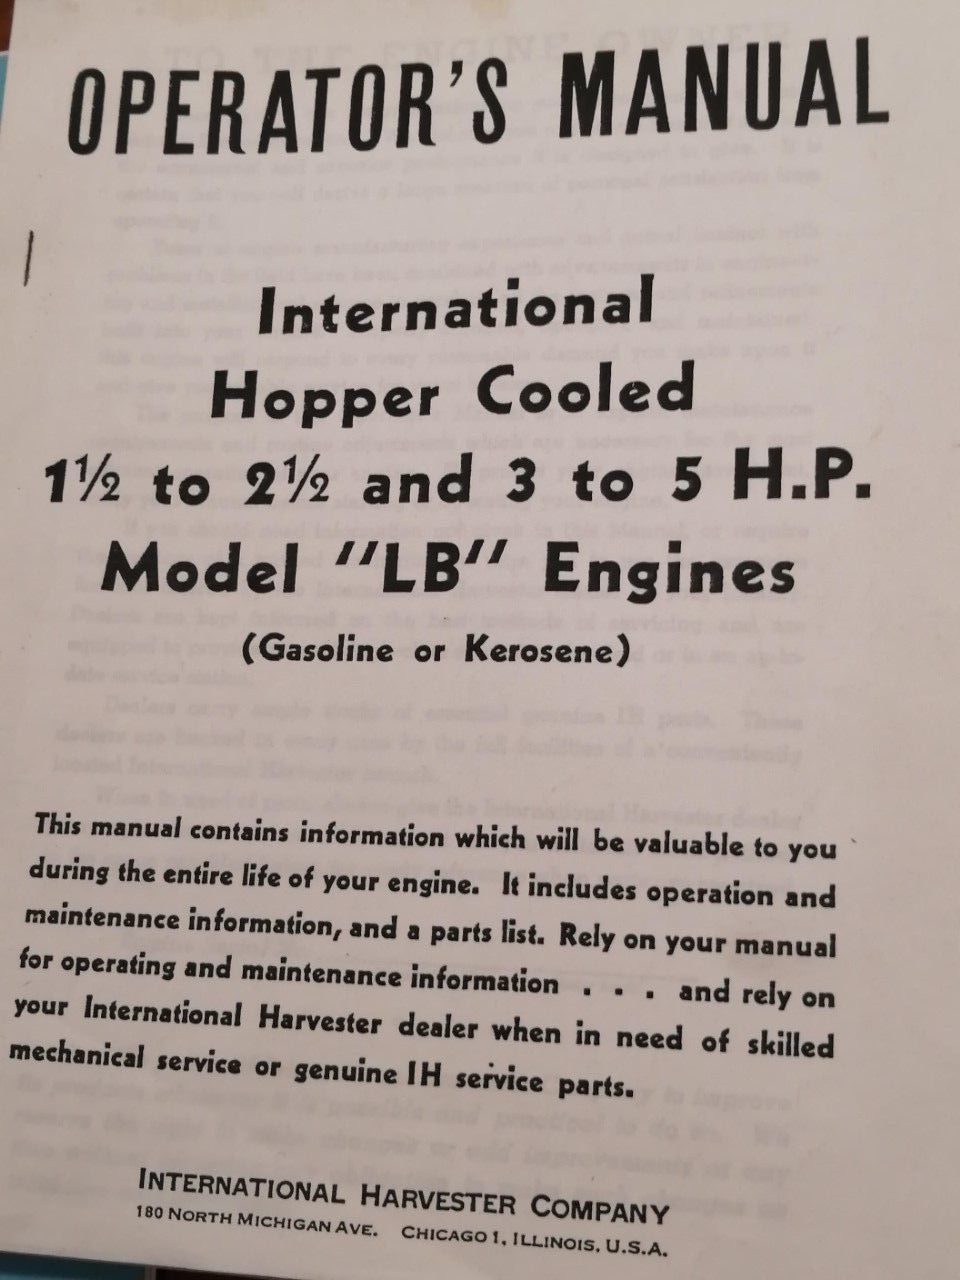 OPERATOR'S MANUAL
International
Hopper Cooled
1½ to 2½ and 3 to 5 H.P.
Model "LB" Engines
(Gasoline or Kerosene)
This manual contains information which will be valuable to you
during the entire life of your engine. It includes operation and
maintenance information, and a parts list. Rely on your manual
for operating and maintenance information . . . and rely on
your International Harvester dealer when in need of skilled
mechanical service or genuine IH service parts.
INTERNATIONAL HARVESTER COMPANY
180 NORTH MICHIGAN AVE. CHICAGO 1, ILLINOIS, U.S.A.